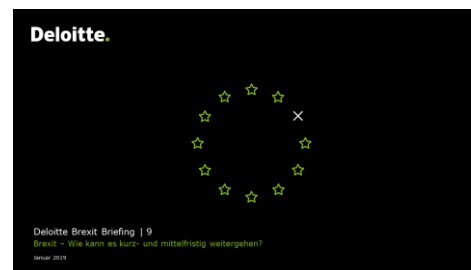 Deloitte.
Deloitte Brexit Briefing | 9
Brexit – Wie kann es kurz- und mittelfristig weitergehen?
Januar 2019